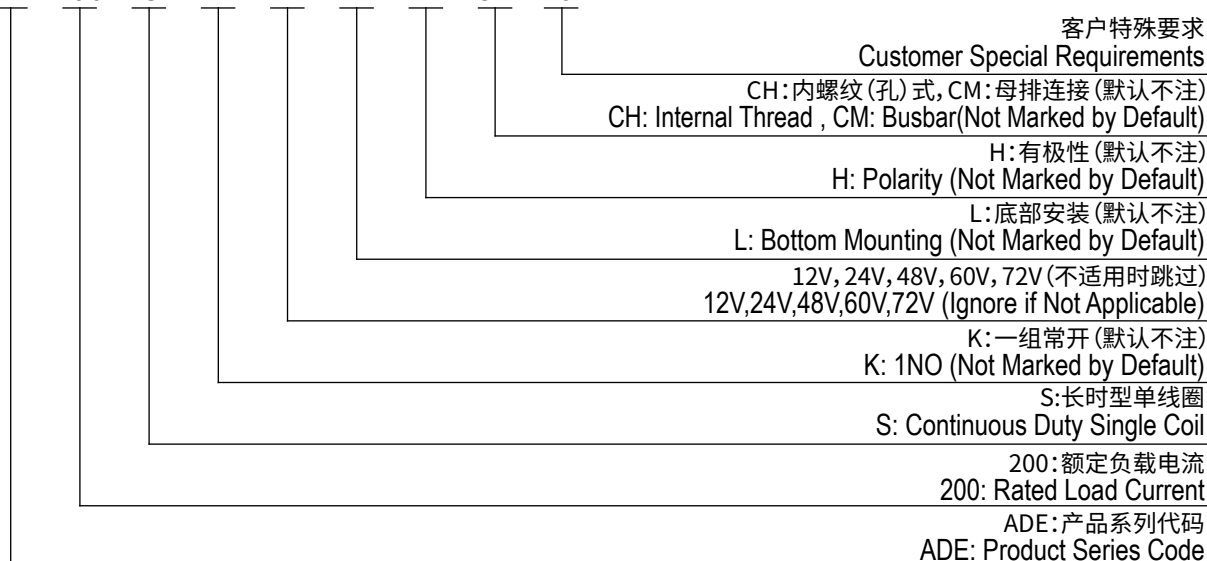 客户特殊要求
Customer Special Requirements
CH:内螺纹(孔)式,CM:母排连接(默认不注)
CH: Internal Thread , CM: Busbar(Not Marked by Default)
H:有极性(默认不注)
H: Polarity (Not Marked by Default)
L:底部安装(默认不注)
L: Bottom Mounting (Not Marked by Default)
12V,24V,48V,60V,72V(不适用时跳过)
12V,24V,48V,60V,72V (Ignore if Not Applicable)
K:一组常开(默认不注)
K: 1NO (Not Marked by Default)
S:长时型单线圈
S: Continuous Duty Single Coil
200:额定负载电流
200: Rated Load Current
ADE:产品系列代码
ADE: Product Series Code